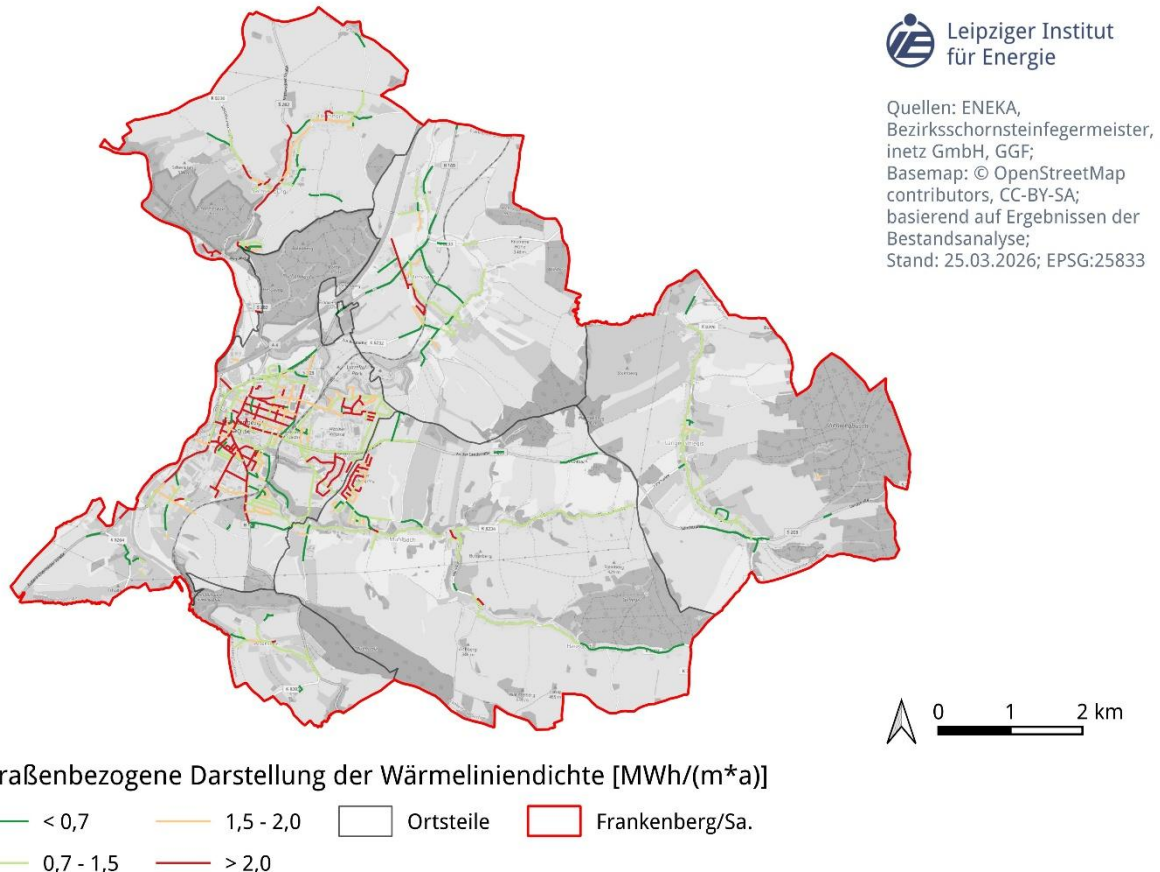 Leipziger Institut
für Energie
Quellen: ENEKA,
Bezirksschornsteinfegermeister,
inetz GmbH, GGF;
Basemap: © OpenStreetMap
contributors, CC-BY-SA;
basierend auf Ergebnissen der
Bestandsanalyse;
Stand: 25.03.2026; EPSG:25833
0 1 2 km
raßenbezogene Darstellung der Wärmeliniendichte [MWh/(m*a)]
< 0,7 1,5 - 2,0 Ortsteile Frankenberg/Sa.
0,7 - 1,5 > 2,0